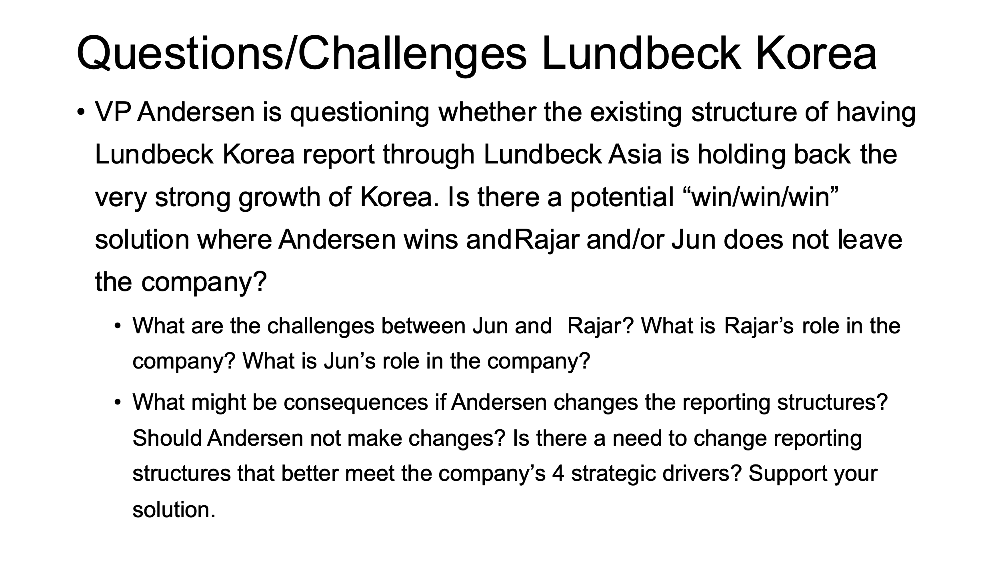 Questions/Challenges Lundbeck Korea
• VP Andersen is questioning whether the existing structure of having
Lundbeck Korea report through Lundbeck Asia is holding back the
very strong growth of Korea. Is there a potential “win/win/win”
solution where Andersen wins and Rajar and/or Jun does not leave
the company?
• What are the challenges between Jun and Rajar? What is Rajar’s role in the
company? What is Jun’s role in the company?
• What might be consequences if Andersen changes the reporting structures?
Should Andersen not make changes? Is there a need to change reporting
structures that better meet the company’s 4 strategic drivers? Support your
solution.